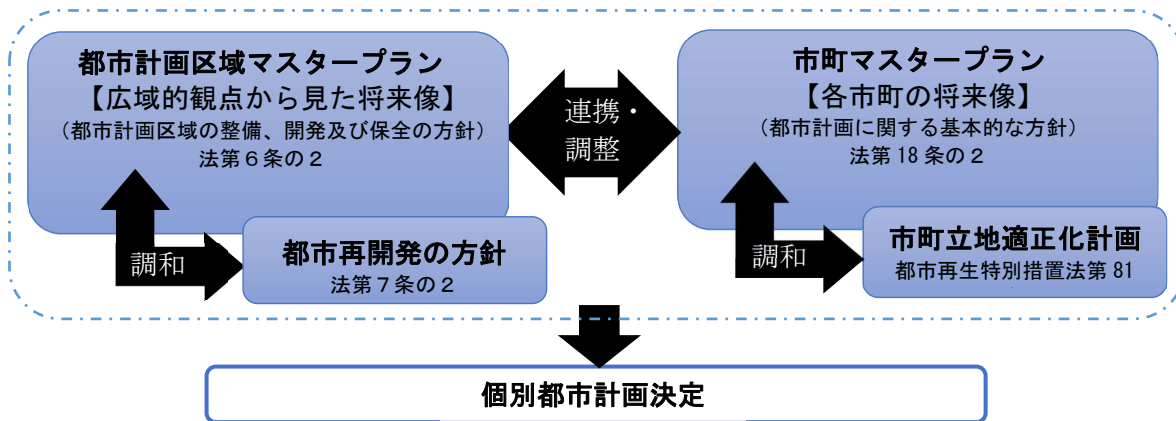 都市計画区域マスタープラン
【広域的観点から見た将来像】
(都市計画区域の整備、開発及び保全の方針)
法第6条の2
調和
都市再開発の方針
法第7条の2
連携・
調整
市町マスタープラン
【各市町の将来像】
(都市計画に関する基本的な方針)
法第18条の2
調和
市町立地適正化計画
都市再生特別措置法第81
個別都市計画決定